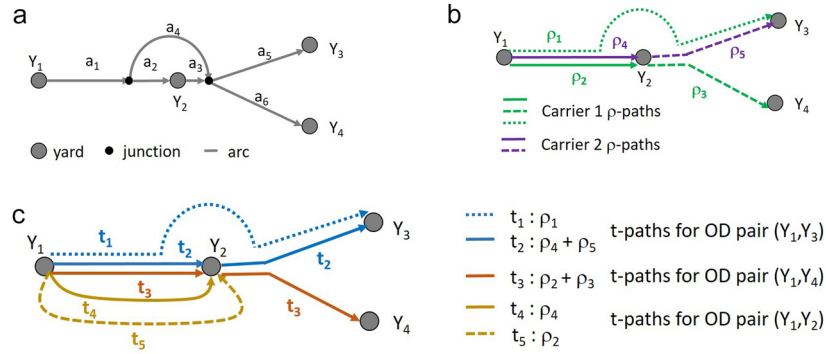 a
a₄
Y₁
a₁
a₂
a₃
a₅
Y₃
Y₂
a₆
Y₄
yard
junction
arc
b
ρ₁
Y₃
Y₁
ρ₄
ρ₅
ρ₂
Y₂
ρ₃
Y₄
Carrier 1 ρ-paths
Carrier 2 ρ-paths
c
Y₁
t₁
t₂
Y₂
Y₃
t₂
t₃
t₄
t₃
t₅
Y₄
t₁ : ρ₁
t₂ : ρ₄ + ρ₅
t-paths for OD pair (Y₁,Y₃)
t₃ : ρ₂ + ρ₃
t-paths for OD pair (Y₁,Y₄)
t₄ : ρ₄
t₅ : ρ₂
t-paths for OD pair (Y₁,Y₂)